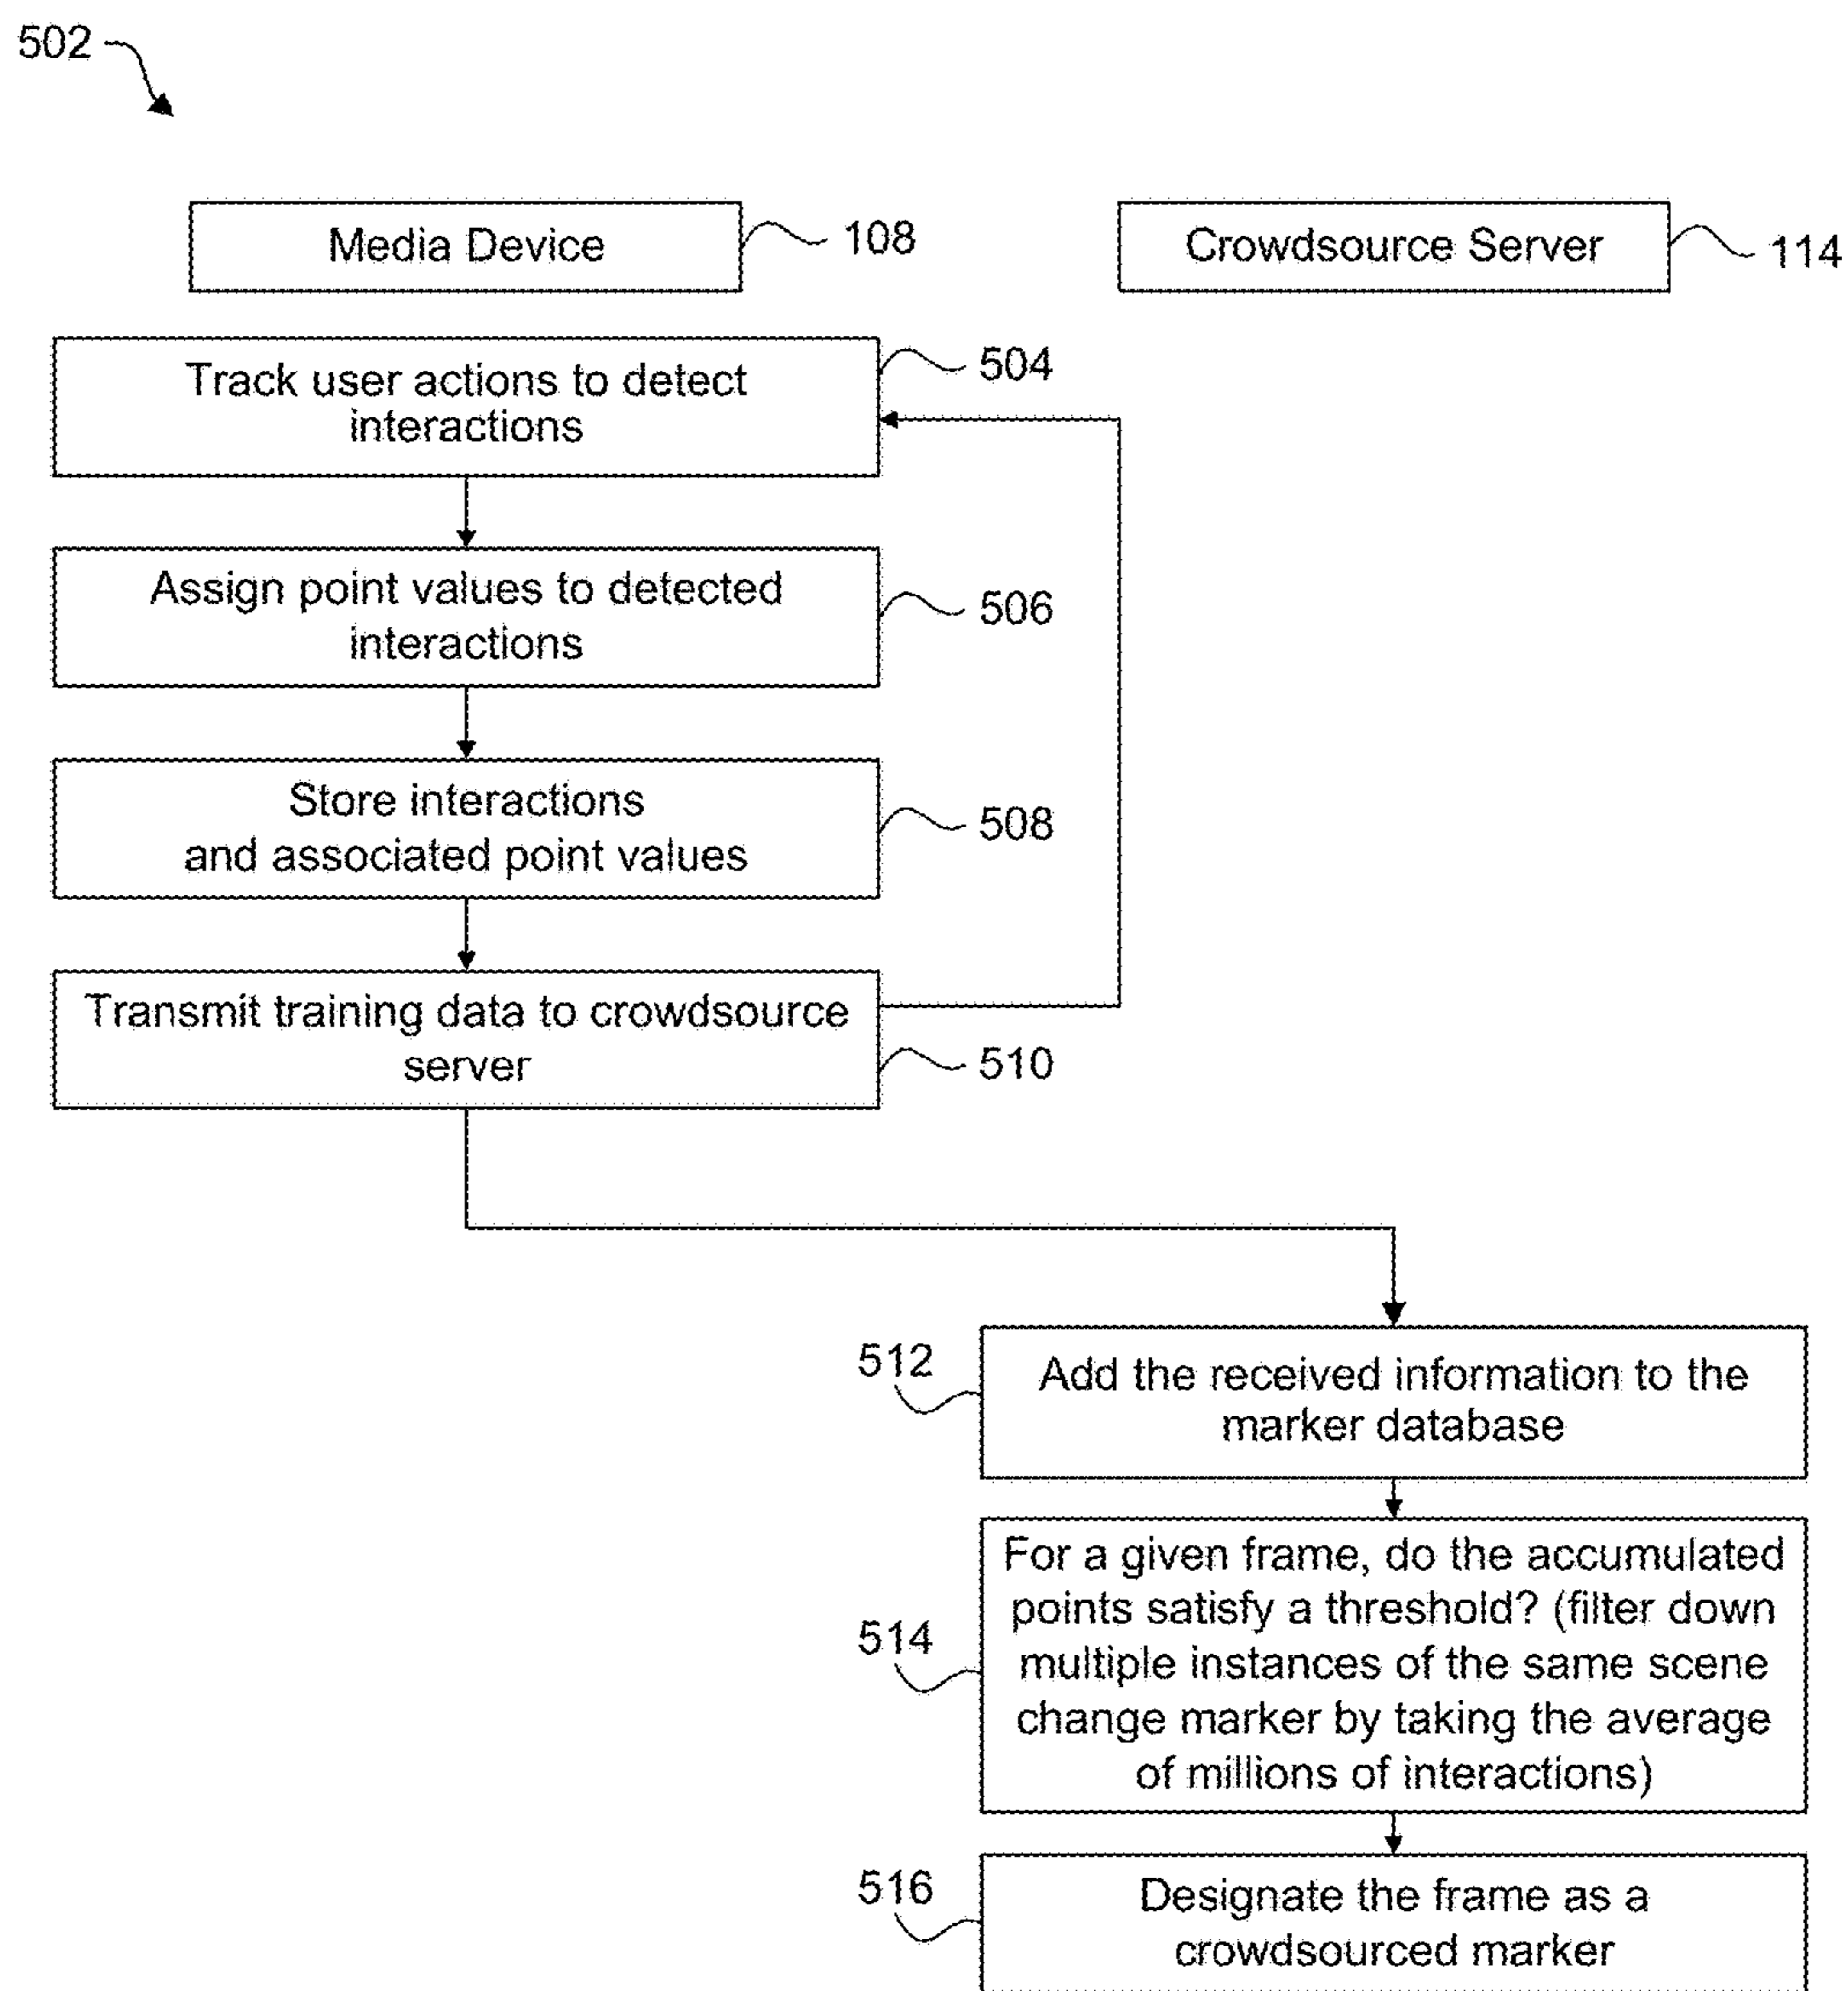 502
Media Device
108
Crowdsource Server
114
Track user actions to detect
interactions
504
Assign point values to detected
interactions
506
Store interactions
and associated point values
508
Transmit training data to crowdsource
server
510
512
Add the received information to the
marker database
514
For a given frame, do the accumulated
points satisfy a threshold? (filter down
multiple instances of the same scene
change marker by taking the average
of millions of interactions)
516
Designate the frame as a
crowdsourced marker